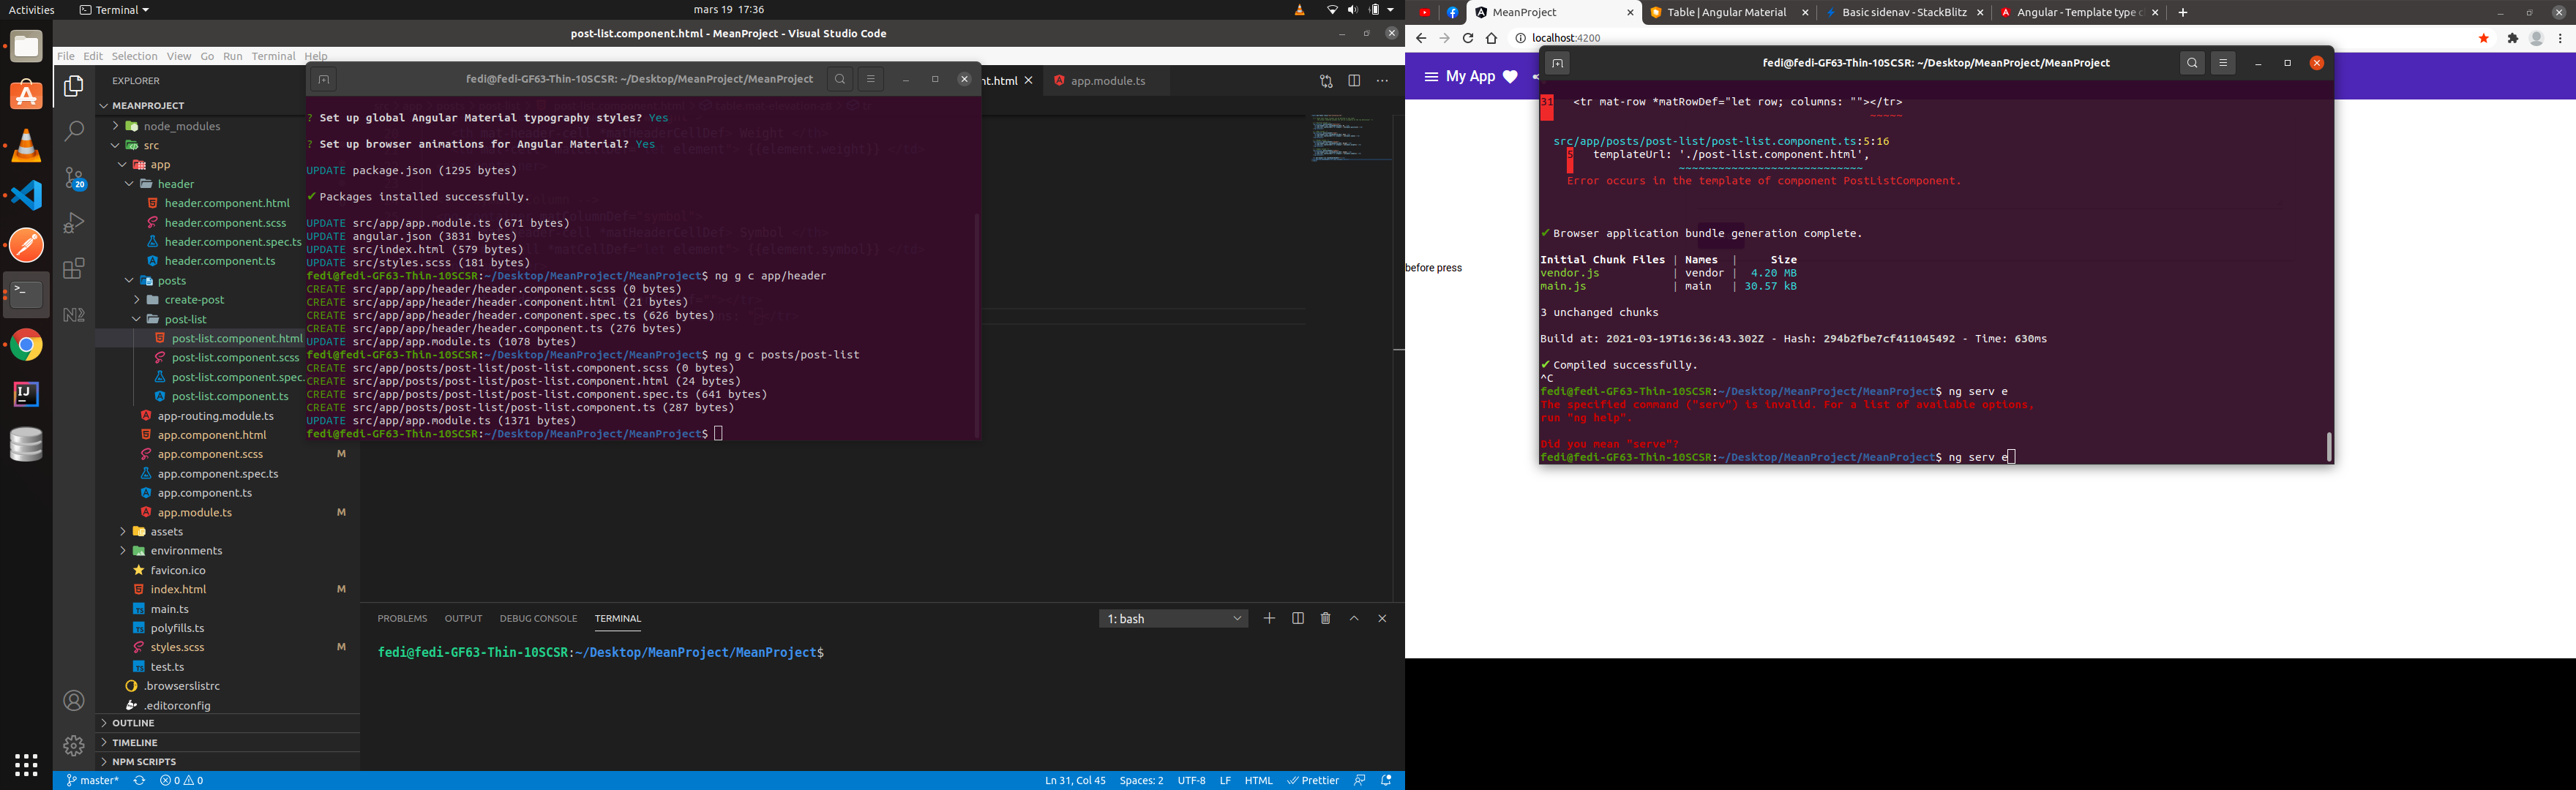 Activities
Terminal
mars 19 17:36
post-list.component.html - MeanProject - Visual Studio Code
File Edit Selection View Go Run Terminal Help
EXPLORER
MEANPROJECT
node_modules
src
app
header
header.component.html
header.component.scss
header.component.spec.ts
header.component.ts
posts
create-post
post-list
post-list.component.html
post-list.component.scss
post-list.component.spec.
post-list.component.ts
app-routing.module.ts
app.component.html
app.component.scss M
app.component.spec.ts
app.component.ts
app.module.ts M
assets
environments
favicon.ico
index.html M
main.ts
polyfills.ts
styles.scss M
test.ts
.browserslistrc
.editorconfig
OUTLINE
TIMELINE
NPM SCRIPTS
20
fedi@fedi-GF63-Thin-10SCSR: ~/Desktop/MeanProject/MeanProject
nt.html
app.module.ts
? Set up global Angular Material typography styles? Yes
? Set up browser animations for Angular Material? Yes
UPDATE package.json (1295 bytes)
✔ Packages installed successfully.
UPDATE src/app/app.module.ts (671 bytes)
UPDATE angular.json (3831 bytes)
UPDATE src/index.html (579 bytes)
UPDATE src/styles.scss (181 bytes)
fedi@fedi-GF63-Thin-10SCSR:~/Desktop/MeanProject/MeanProject$ ng g c app/header
CREATE src/app/app/header/header.component.scss (0 bytes)
CREATE src/app/app/header/header.component.html (21 bytes)
CREATE src/app/app/header/header.component.spec.ts (626 bytes)
CREATE src/app/app/header/header.component.ts (276 bytes)
UPDATE src/app/app.module.ts (1078 bytes)
fedi@fedi-GF63-Thin-10SCSR:~/Desktop/MeanProject/MeanProject$ ng g c posts/post-list
CREATE src/app/posts/post-list/post-list.component.scss (0 bytes)
CREATE src/app/posts/post-list/post-list.component.html (24 bytes)
CREATE src/app/posts/post-list/post-list.component.spec.ts (641 bytes)
CREATE src/app/posts/post-list/post-list.component.ts (287 bytes)
UPDATE src/app/app.module.ts (1371 bytes)
fedi@fedi-GF63-Thin-10SCSR:~/Desktop/MeanProject/MeanProject$
PROBLEMS OUTPUT DEBUG CONSOLE TERMINAL
1: bash
fedi@fedi-GF63-Thin-10SCSR:~/Desktop/MeanProject/MeanProject$
master* 0 0 Ln 31, Col 45 Spaces: 2 UTF-8 LF HTML Prettier
MeanProject
Table | Angular Material
Basic sidenav - StackBlitz
Angular - Template type c
localhost:4200
My App
before press
fedi@fedi-GF63-Thin-10SCSR: ~/Desktop/MeanProject/MeanProject
31 <tr mat-row *matRowDef="let row; columns: ""></tr>
~~~~~
src/app/posts/post-list/post-list.component.ts:5:16
5 templateUrl: './post-list.component.html',
~~~~~~~~~~~~~~~~~~~~~~~~~~~~
Error occurs in the template of component PostListComponent.
✔ Browser application bundle generation complete.
Initial Chunk Files | Names | Size
vendor.js | vendor | 4.20 MB
main.js | main | 30.57 kB
3 unchanged chunks
Build at: 2021-03-19T16:36:43.302Z - Hash: 294b2fbe7cf411045492 - Time: 630ms
✔ Compiled successfully.
^C
fedi@fedi-GF63-Thin-10SCSR:~/Desktop/MeanProject/MeanProject$ ng serv e
The specified command ("serv") is invalid. For a list of available options,
run "ng help".
Did you mean "serve"?
fedi@fedi-GF63-Thin-10SCSR:~/Desktop/MeanProject/MeanProject$ ng serv e